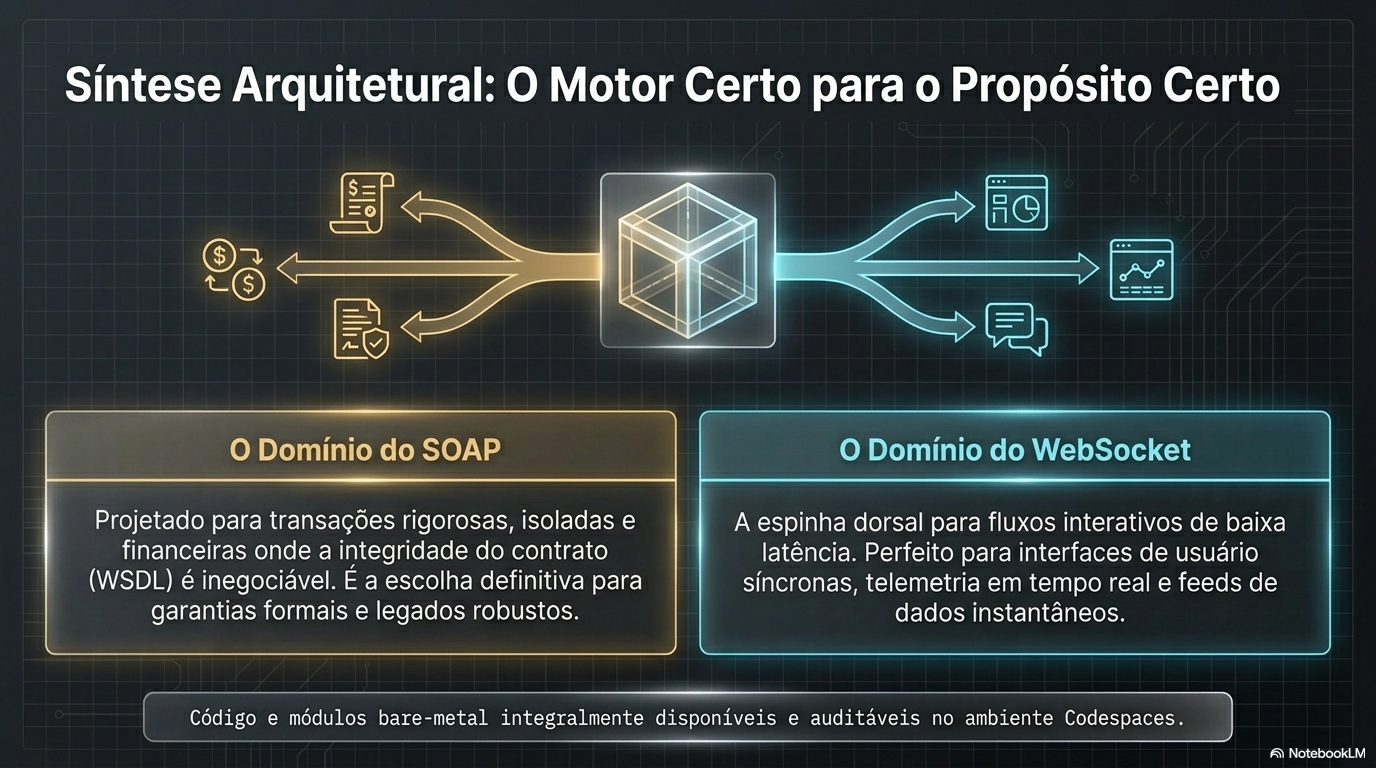 Síntese Arquitetural: O Motor Certo para o Propósito Certo
$
$
$
O Domínio do SOAP
Projetado para transações rigorosas, isoladas e
financeiras onde a integridade do contrato
(WSDL) é inegociável. É a escolha definitiva para
garantias formais e legados robustos.
O Domínio do WebSocket
A espinha dorsal para fluxos interativos de baixa
latência. Perfeito para interfaces de usuário
síncronas, telemetria em tempo real e feeds de
dados instantâneos.
Código e módulos bare-metal integralmente disponíveis e auditáveis no ambiente Codespaces.
NotebookLM